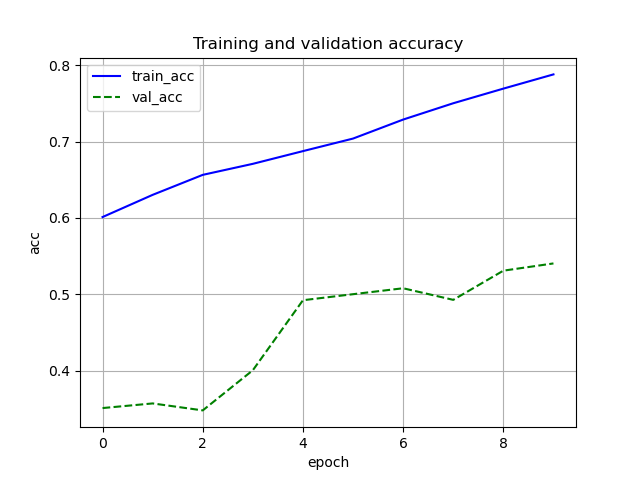 Training and validation accuracy
train_acc
val_acc
0.8
0.7
0.6
0.5
0.4
acc
0 2 4 6 8
epoch